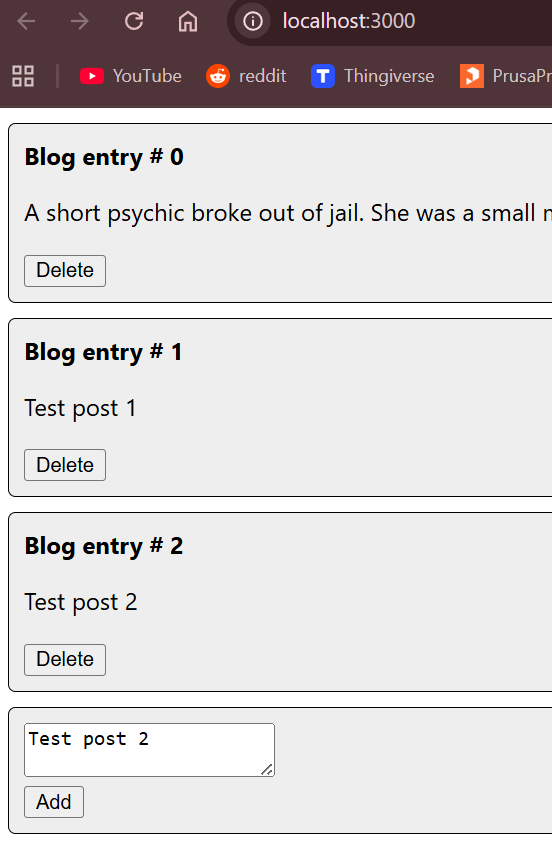 localhost:3000
YouTube reddit Thingiverse PrusaPr
Blog entry # 0
A short psychic broke out of jail. She was a small
Delete
Blog entry # 1
Test post 1
Delete
Blog entry # 2
Test post 2
Delete
Test post 2
Add